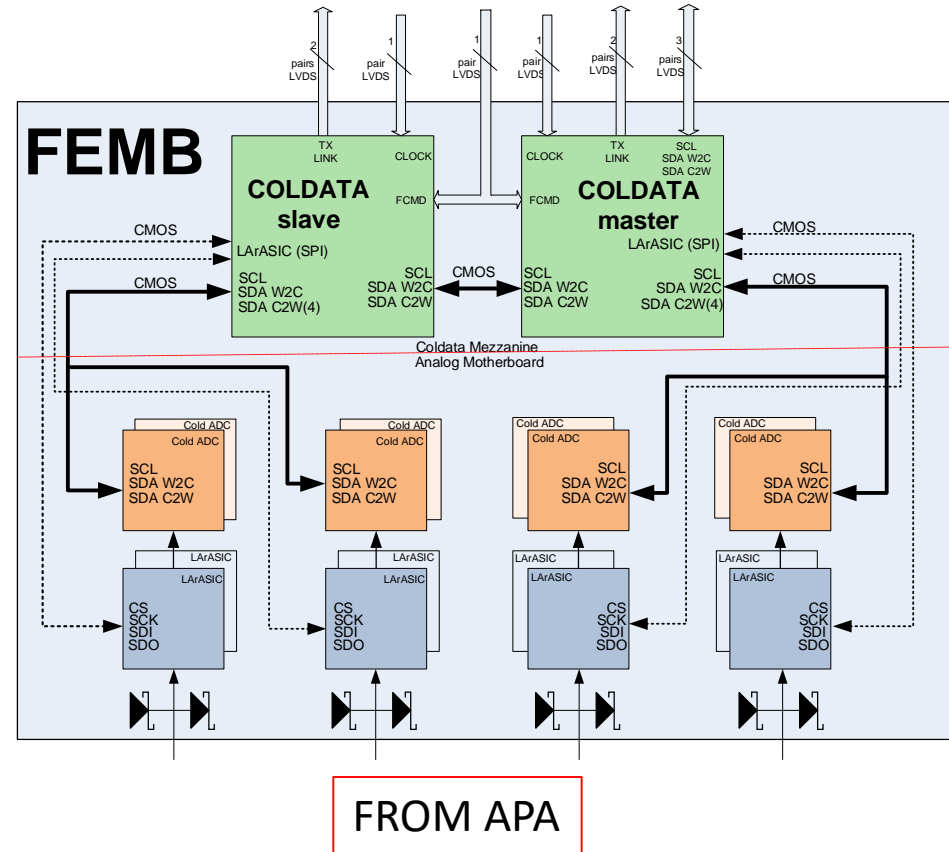 2
pairs
LVDS
1
pair
LVDS
1
pair
LVDS
1
pair
LVDS
2
pairs
LVDS
3
pairs
LVDS
FEMB
TX
LINK
CLOCK
COLDATA
slave
FCMD
LArASIC (SPI)
SCL
SDA W2C
SDA C2W(4)
SCL
SDA W2C
SDA C2W
CMOS
CMOS
CMOS
CLOCK
TX
LINK
SCL
SDA W2C
SDA C2W
COLDATA
master
FCMD
LArASIC (SPI)
SCL
SDA W2C
SDA C2W
SCL
SDA W2C
SDA C2W(4)
CMOS
CMOS
Coldata Mezzanine
Analog Motherboard
Cold ADC
Cold ADC
SCL
SDA W2C
SDA C2W
Cold ADC
Cold ADC
SCL
SDA W2C
SDA C2W
Cold ADC
Cold ADC
SCL
SDA W2C
SDA C2W
Cold ADC
Cold ADC
SCL
SDA W2C
SDA C2W
LArASIC
LArASIC
CS
SCK
SDI
SDO
LArASIC
LArASIC
CS
SCK
SDI
SDO
LArASIC
LArASIC
CS
SCK
SDI
SDO
LArASIC
LArASIC
CS
SCK
SDI
SDO
FROM APA